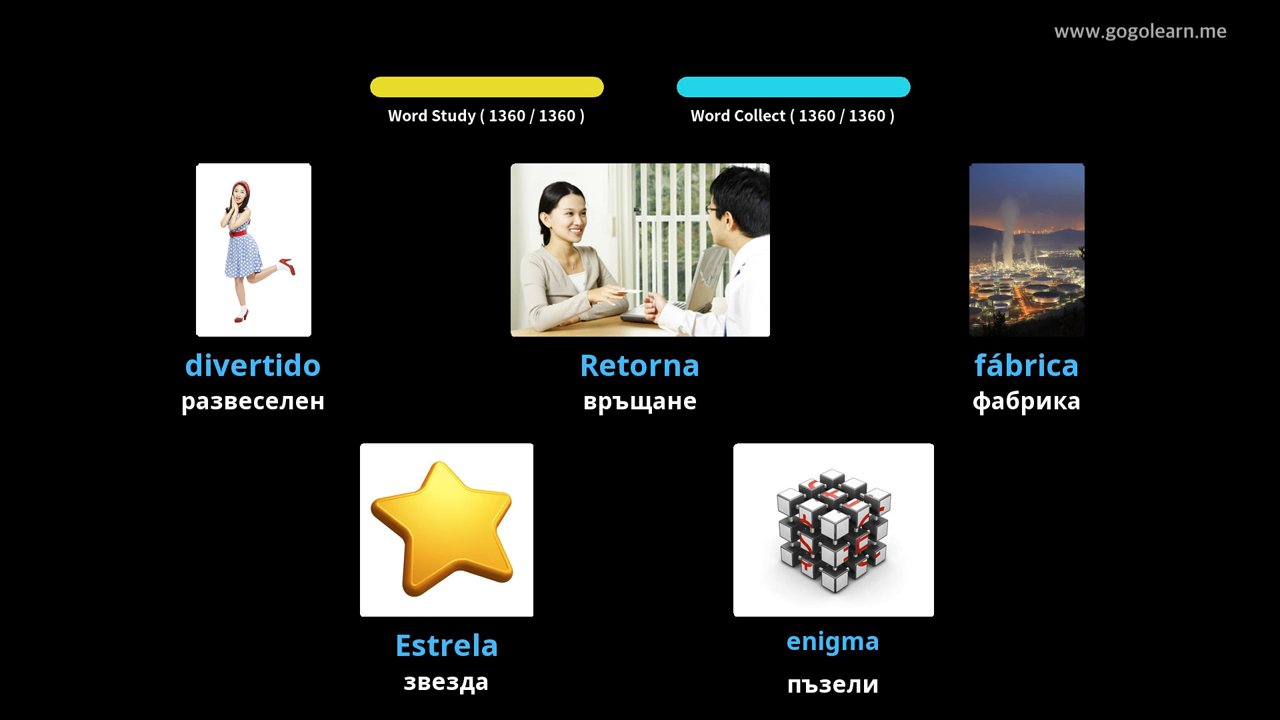 www.gogolearn.me
Word Study ( 1360 / 1360 )
Word Collect ( 1360 / 1360 )
divertido
развеселен
Retorna
връщане
fábrica
фабрика
Estrela
звезда
enigma
пъзели